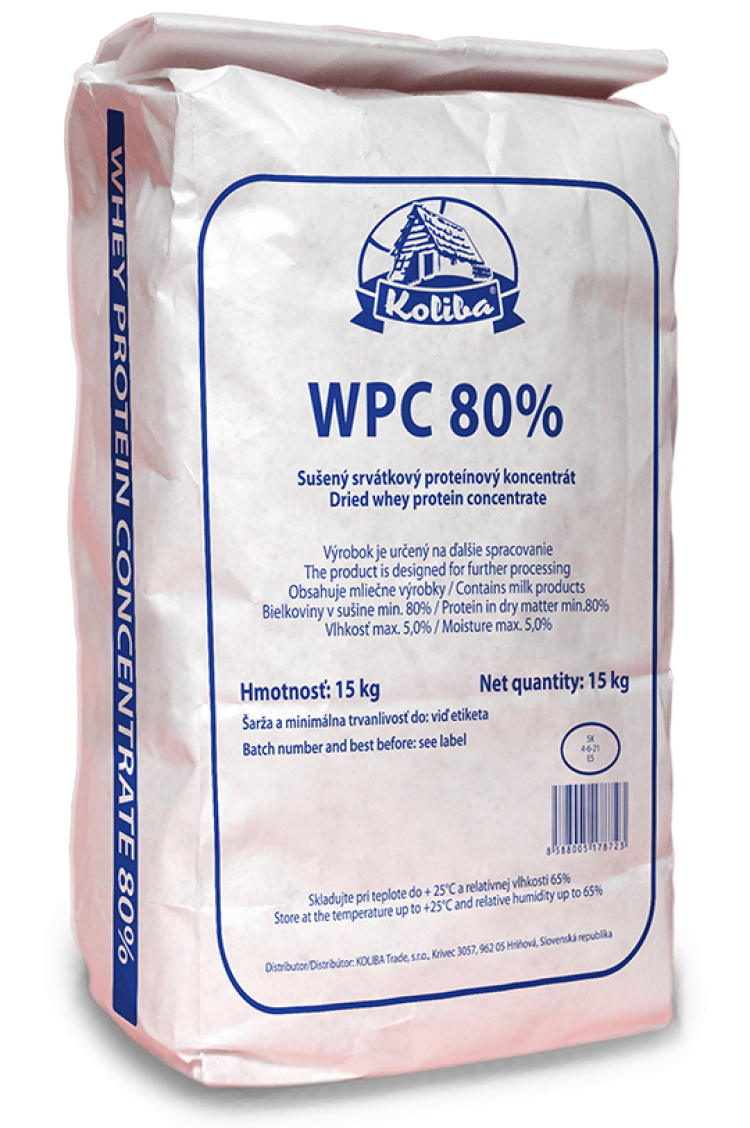 WHEY PROTEIN CONCENTRATE 80%
Koliba®
WPC 80%
Sušený srvátkový proteínový koncentrát
Dried whey protein concentrate
Výrobok je určený na ďalšie spracovanie
The product is designed for further processing
Obsahuje mliečne výrobky / Contains milk products
Bielkoviny v sušine min. 80% / Protein in dry matter min.80%
Vlhkosť max. 5,0% / Moisture max. 5,0%
Hmotnosť: 15 kg Net quantity: 15 kg
Šarža a minimálna trvanlivosť do: viď etiketa
Batch number and best before: see label
SK
4-6-21
ES
8 588005 178723
Skladujte pri teplote do + 25°C a relatívnej vlhkosti 65%
Store at the temperature up to +25°C and relative humidity up to 65%
Distributor/Distribútor: KOLIBA Trade, s.r.o., Krivec 3057, 962 05 Hriňová, Slovenská republika